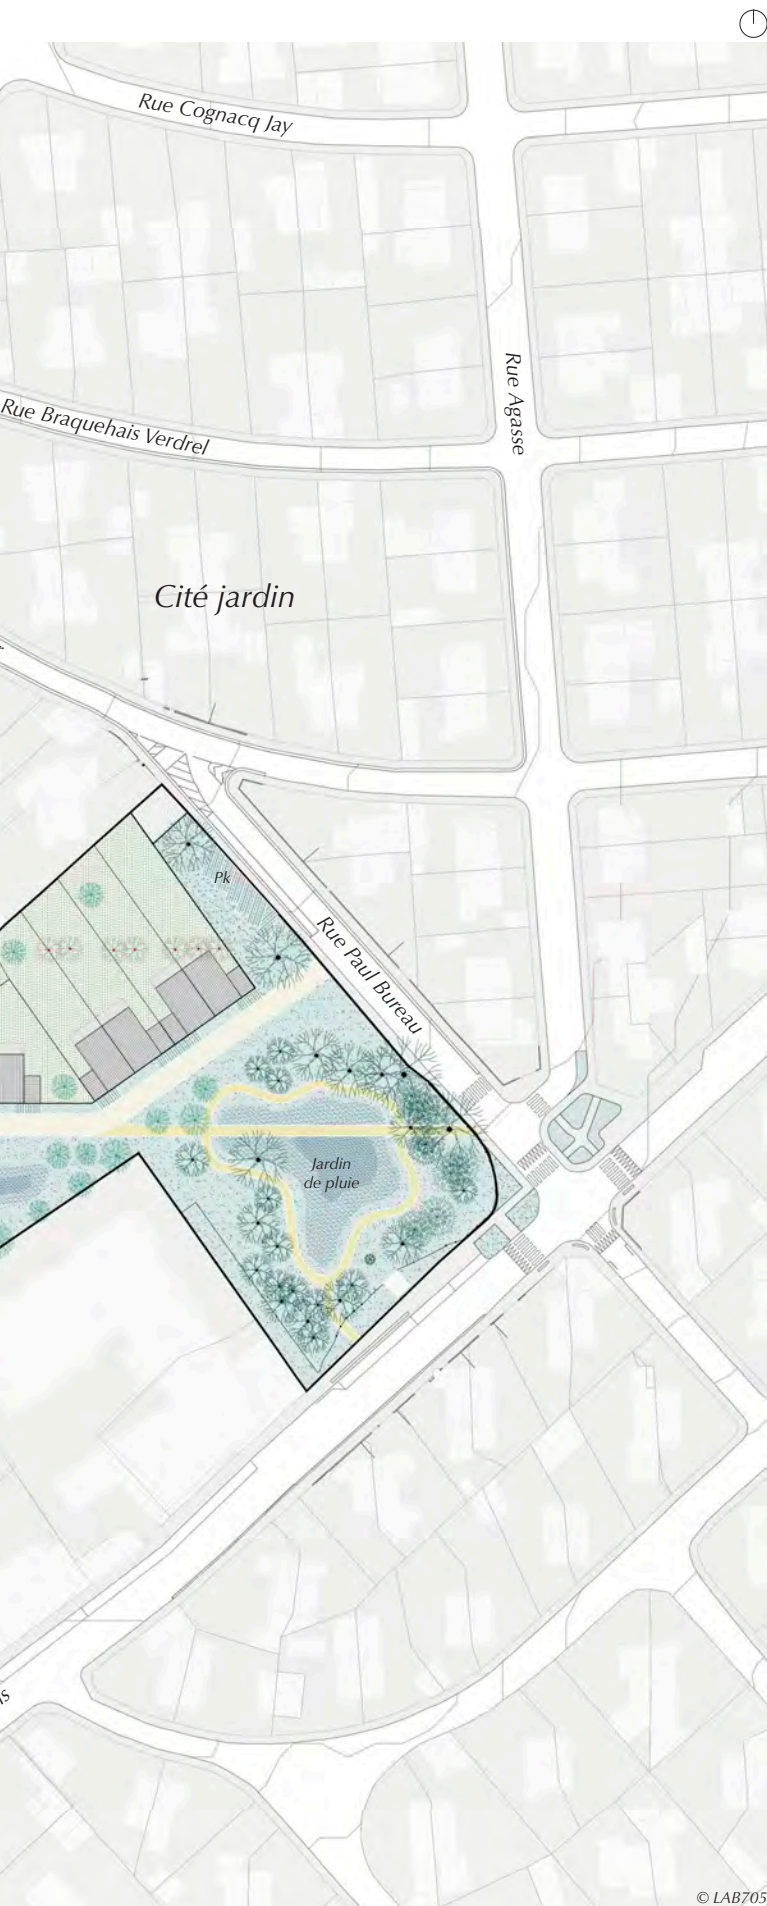 Rue Cognacq Jay
Rue Agasse
Rue Braquehais Verdrel
Cité jardin
Pk
Rue Paul Bureau
Jardin
de pluie
© LAB705